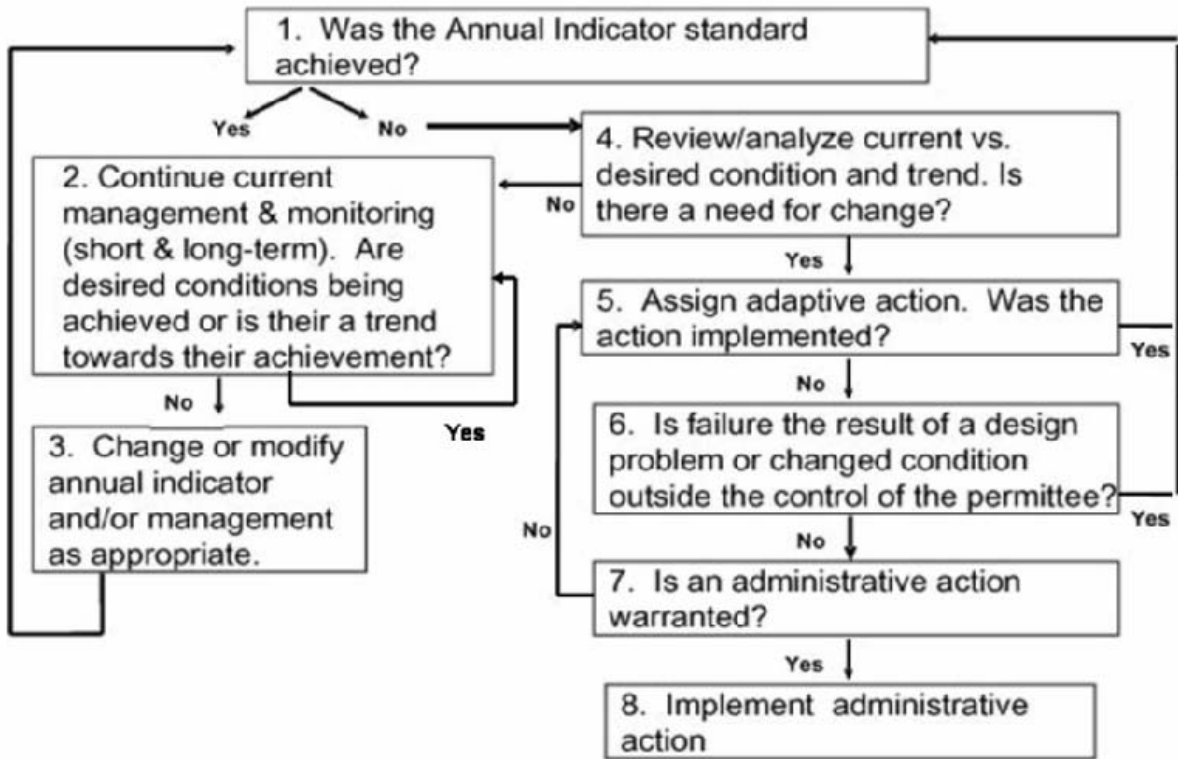 1. Was the Annual Indicator standard
achieved?
Yes
No
2. Continue current
management & monitoring
(short & long-term). Are
desired conditions being
achieved or is their a trend
towards their achievement?
No
Yes
3. Change or modify
annual indicator
and/or management
as appropriate.
4. Review/analyze current vs.
desired condition and trend. Is
there a need for change?
No
Yes
5. Assign adaptive action. Was the
action implemented?
Yes
No
6. Is failure the result of a design
problem or changed condition
outside the control of the permittee?
Yes
No
7. Is an administrative action
warranted?
No
Yes
8. Implement administrative
action